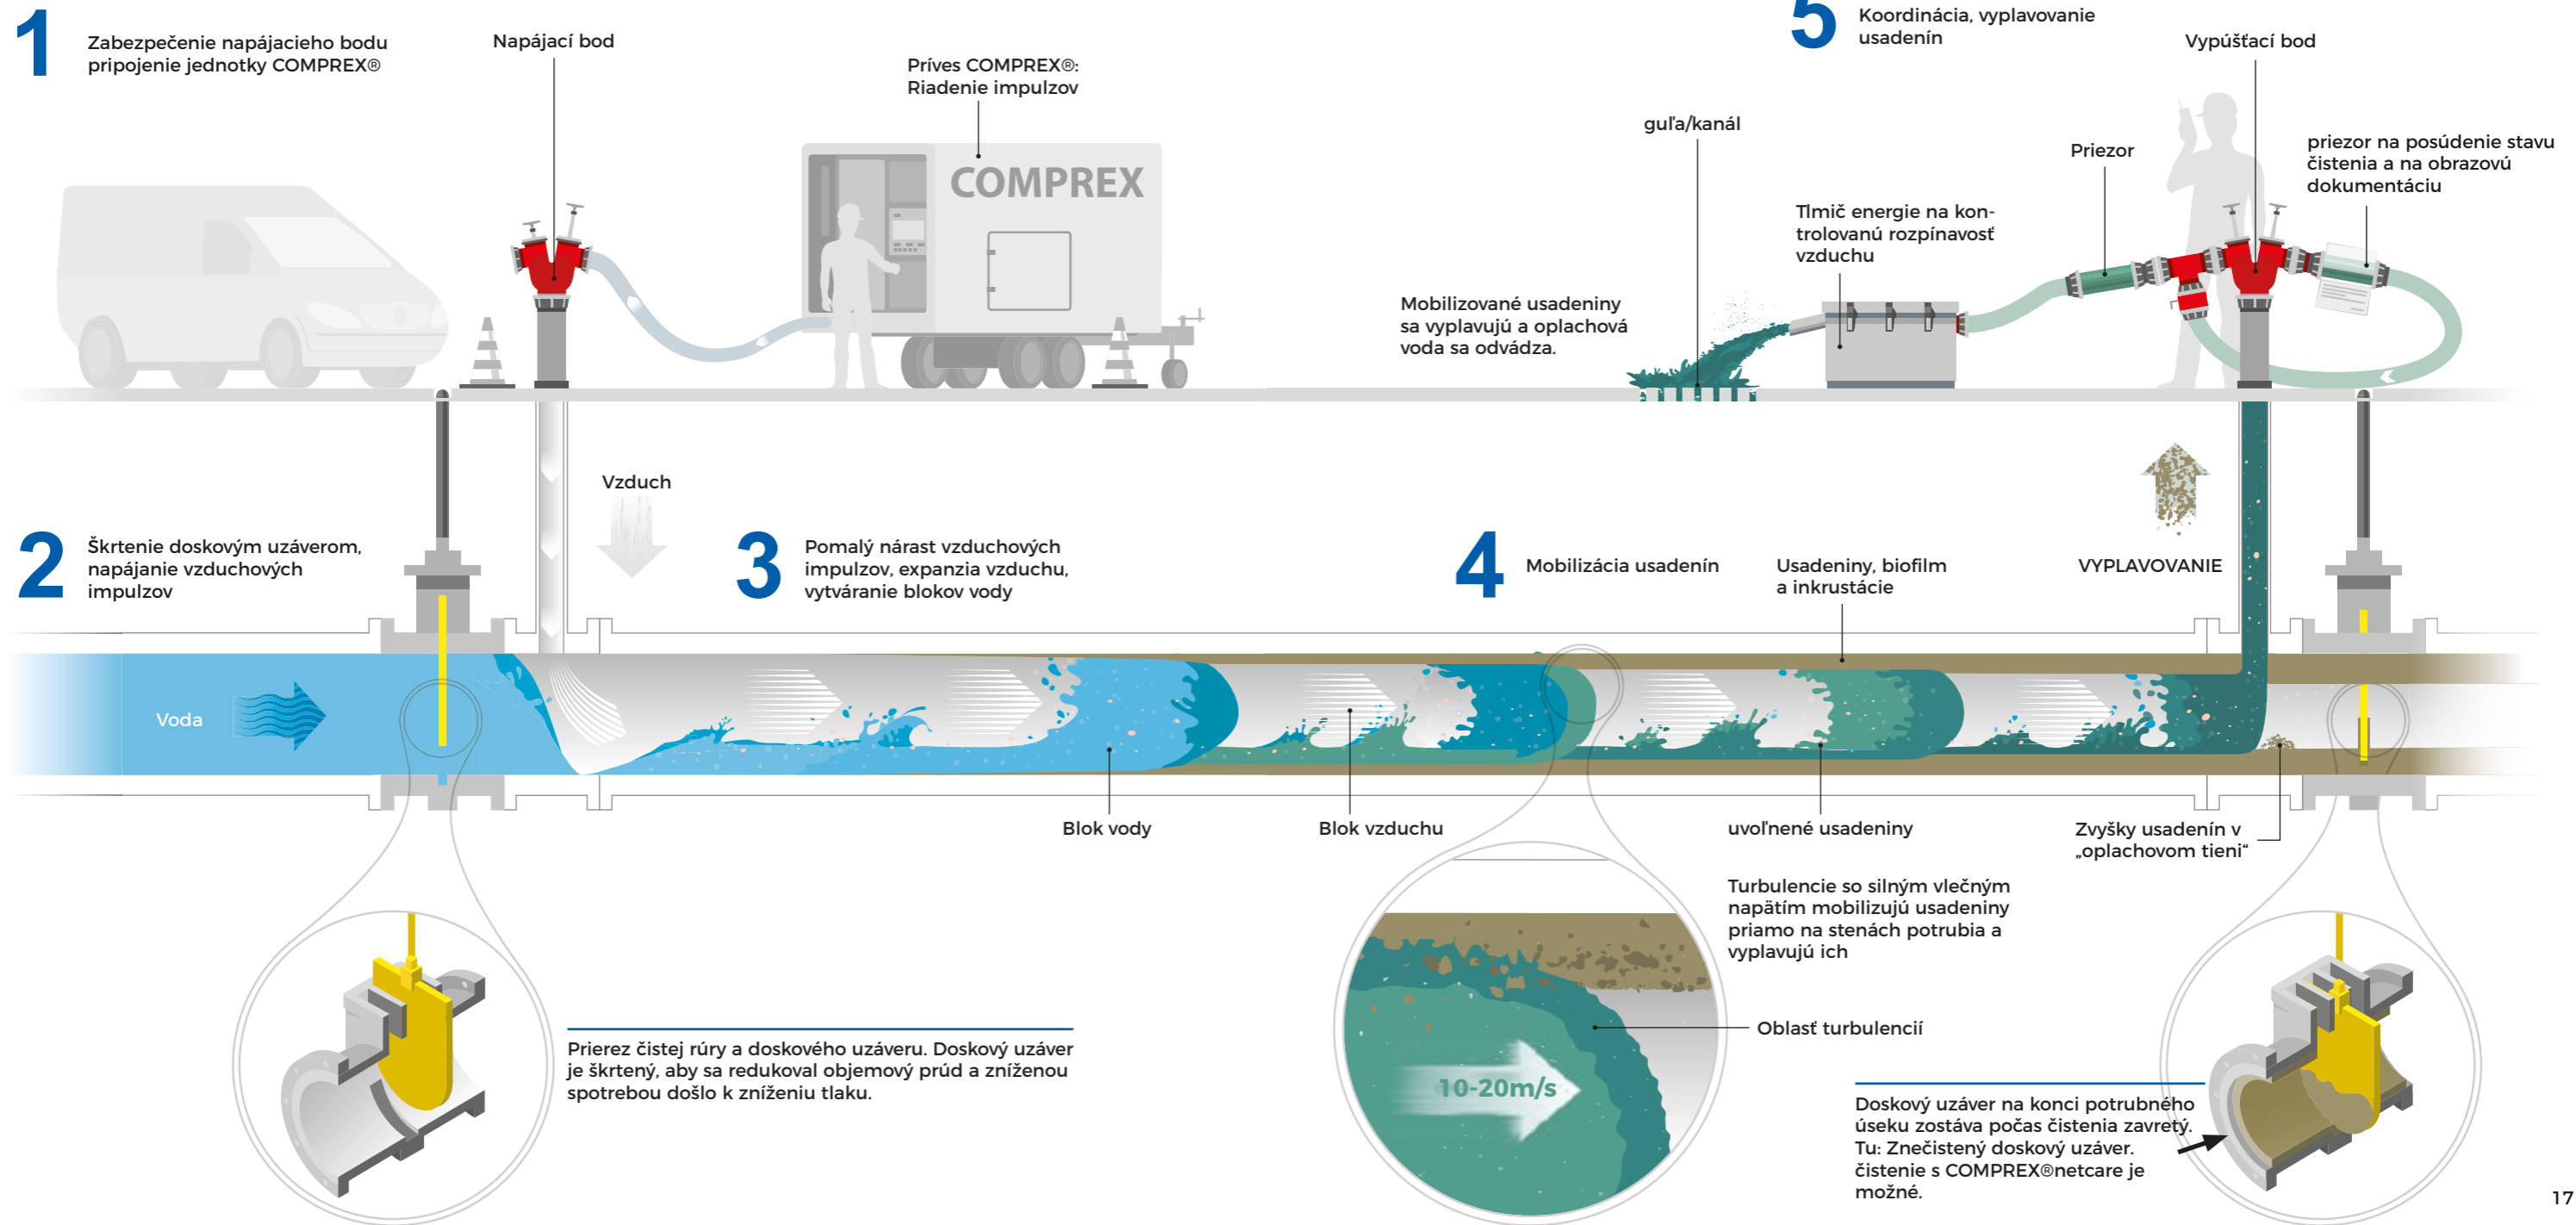 1
Zabezpečenie napájacieho bodu
pripojenie jednotky COMPREX®
Napájací bod
Príves COMPREX®:
Riadenie impulzov
COMPREX
5
Koordinácia, vyplavovanie
usadenín
Vypúšťací bod
guľa/kanál
Priezor
priezor na posúdenie stavu
čistenia a na obrazovú
dokumentáciu
Tlmič energie na kon-
trolovanú rozpínavosť
vzduchu
Mobilizované usadeniny
sa vyplavujú a oplachová
voda sa odvádza.
Vzduch
2
Škrtenie doskovým uzáverom,
napájanie vzduchových
impulzov
3
Pomalý nárast vzduchových
impulzov, expanzia vzduchu,
vytváranie blokov vody
4
Mobilizácia usadenín
Usadeniny, biofilm
a inkrustácie
VYPLAVOVANIE
Voda
Blok vody
Blok vzduchu
uvoľnené usadeniny
Zvyšky usadenín v
„oplachovom tieni“
Turbulencie so silným vlečným
napätím mobilizujú usadeniny
priamo na stenách potrubia a
vyplavujú ich
Oblasť turbulencií
10-20m/s
Prierez čistej rúry a doskového uzáveru. Doskový uzáver
je škrtený, aby sa redukoval objemový prúd a zníženou
spotrebou došlo k zníženiu tlaku.
Doskový uzáver na konci potrubného
úseku zostáva počas čistenia zavretý.
Tu: Znečistený doskový uzáver.
čistenie s COMPREX®netcare je
možné.
17